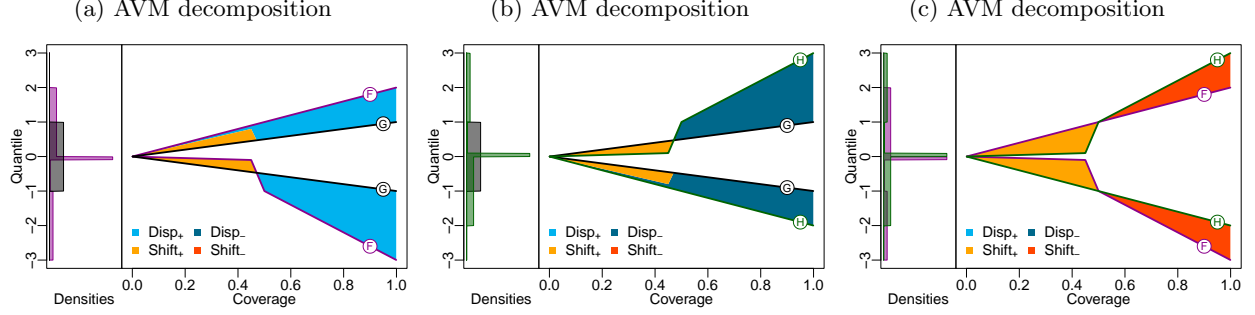 (a) AVM decomposition
Quantile
3
2
1
0
−1
−2
−3
F
G
G
F
Disp+ Disp−
Shift+ Shift−
0.0 0.2 0.4 0.6 0.8 1.0
Densities Coverage
(b) AVM decomposition
Quantile
3
2
1
0
−1
−2
−3
H
G
G
H
Disp+ Disp−
Shift+ Shift−
0.0 0.2 0.4 0.6 0.8 1.0
Densities Coverage
(c) AVM decomposition
Quantile
3
2
1
0
−1
−2
−3
H
F
H
F
Disp+ Disp−
Shift+ Shift−
0.0 0.2 0.4 0.6 0.8 1.0
Densities Coverage